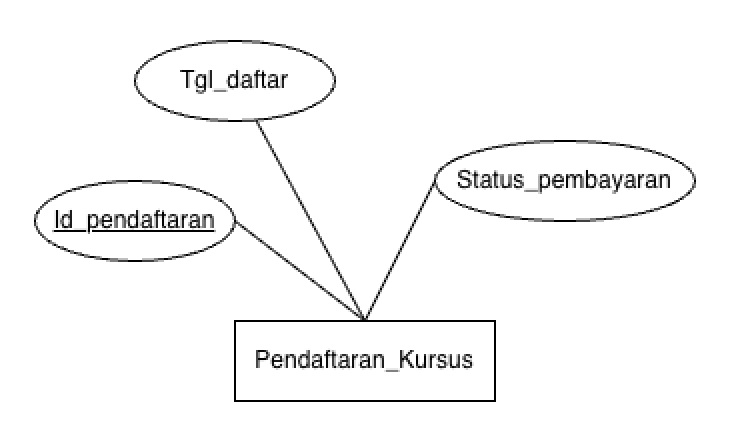 Tgl_daftar
Status_pembayaran
Id_pendaftaran
Pendaftaran_Kursus